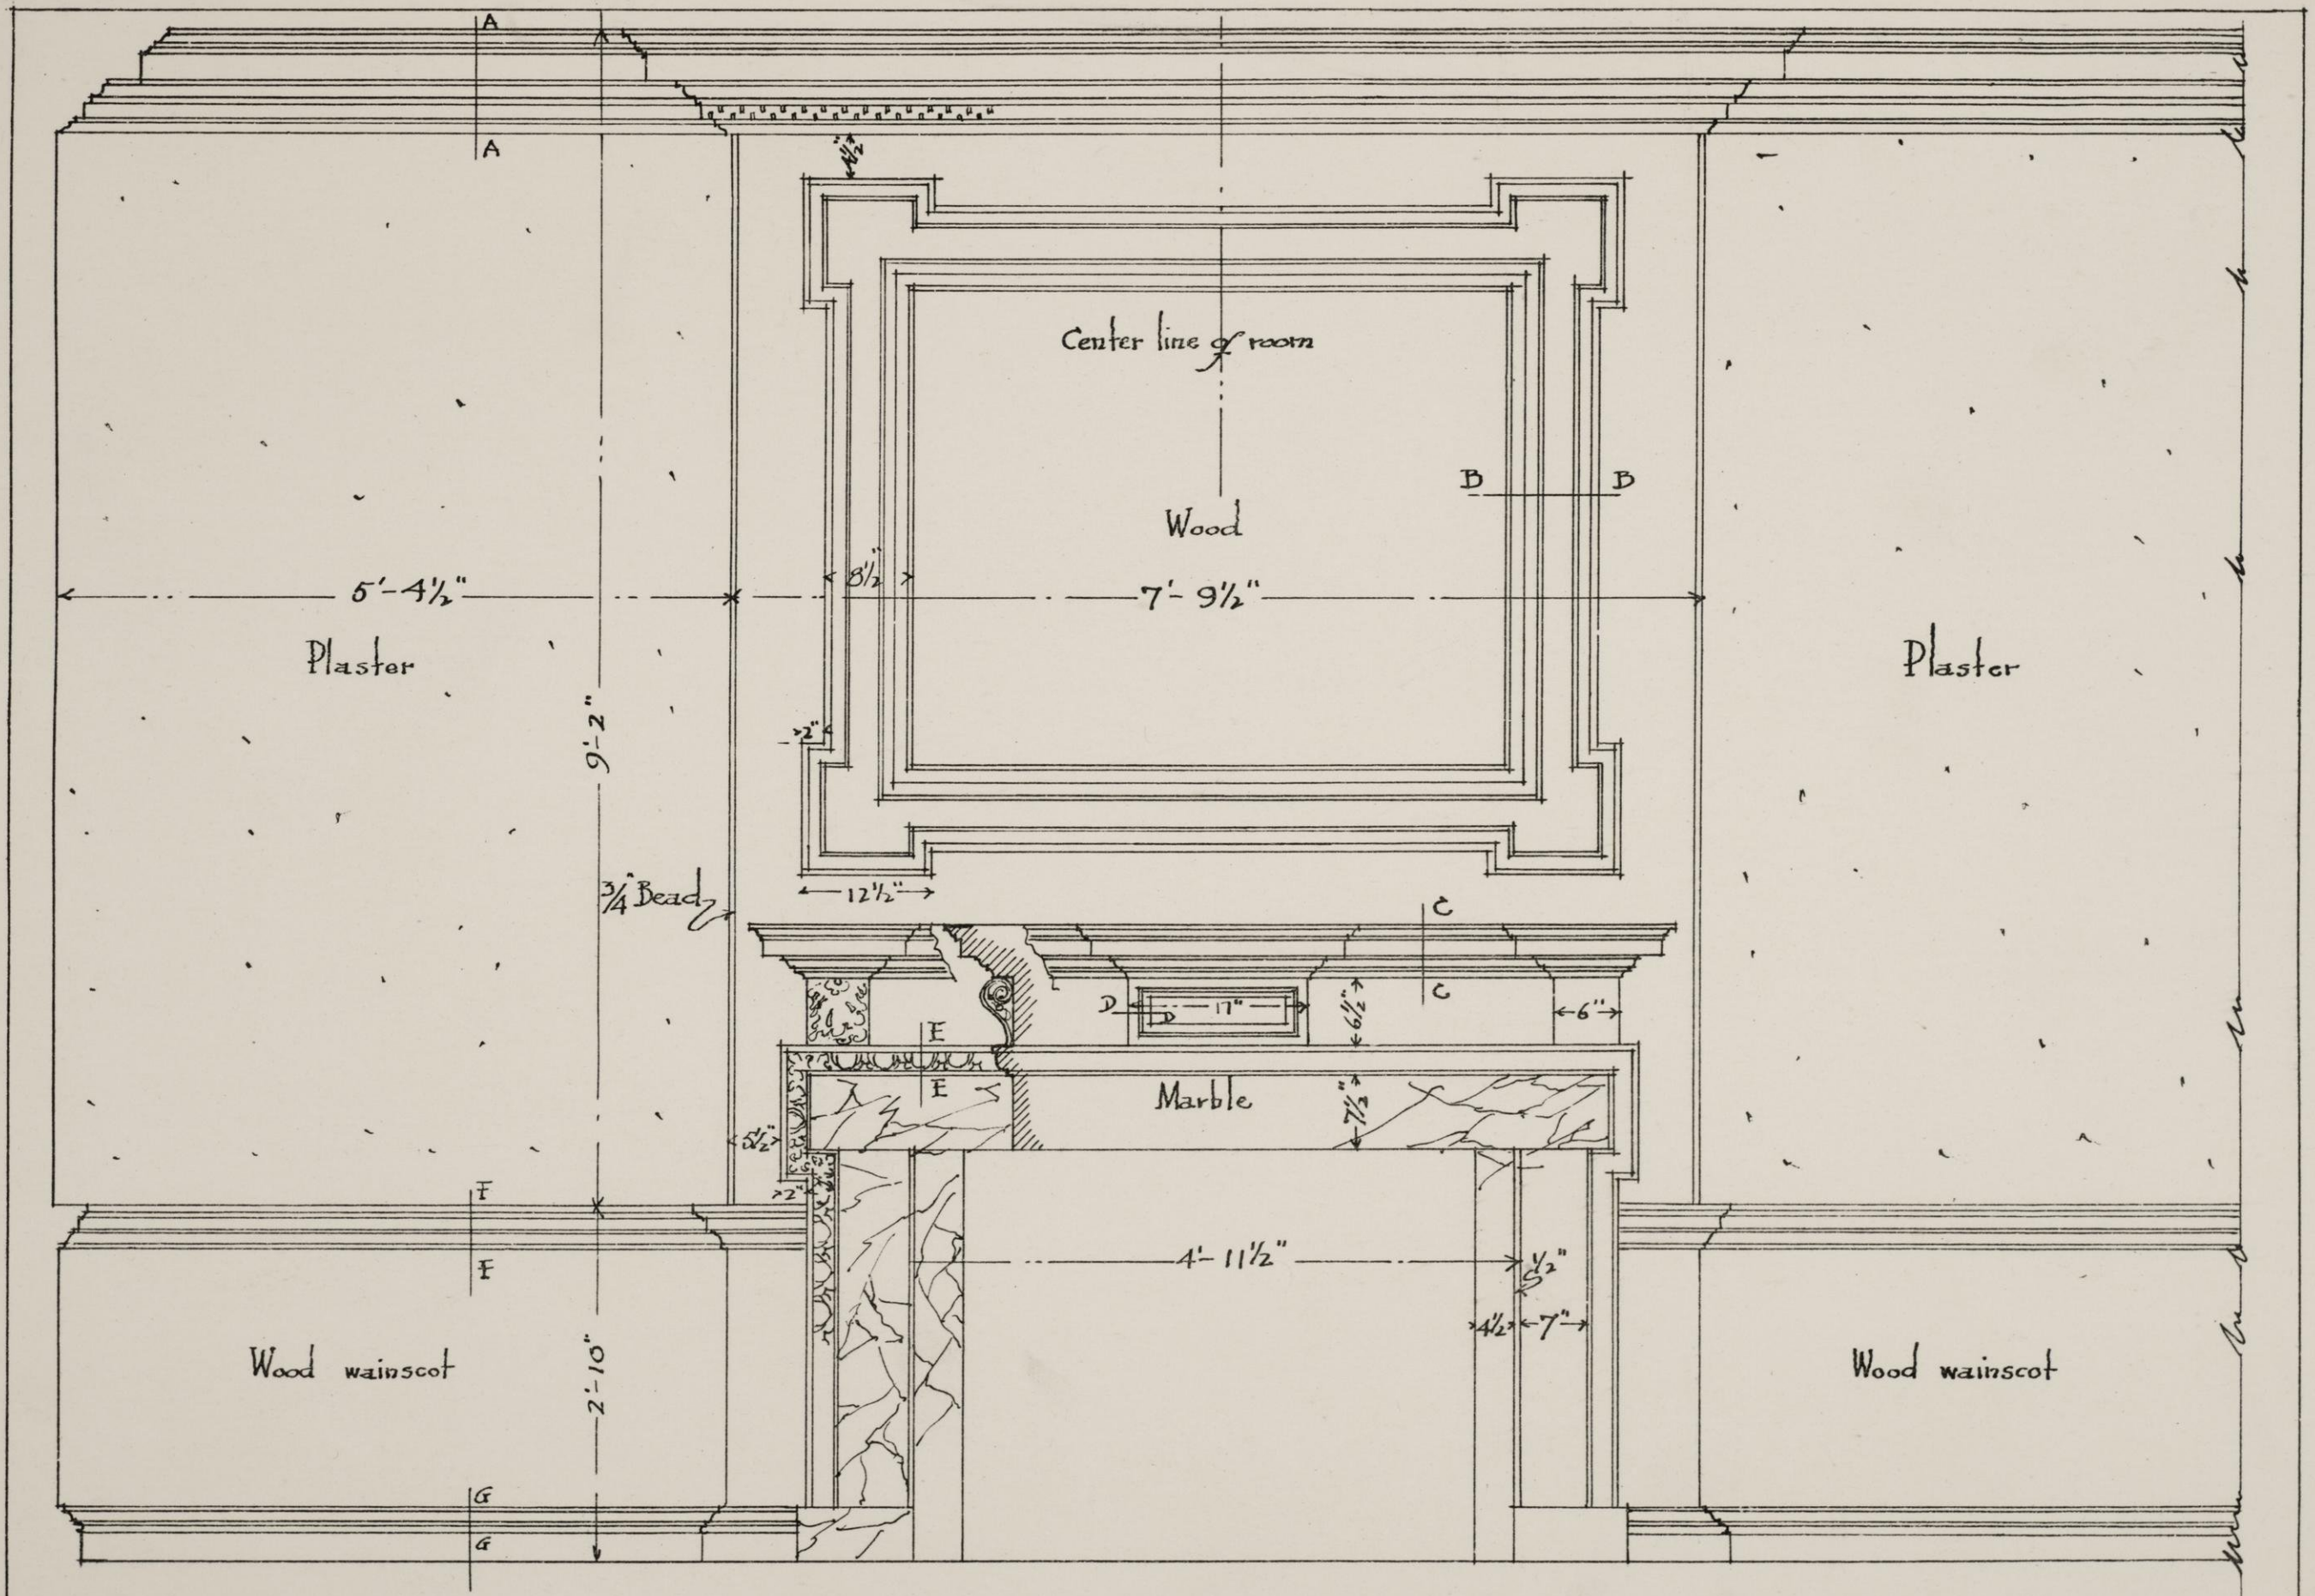 A
A
4½"
Center line of room
B B
Wood
8½"
5'-4½" 7'-9½"
Plaster
Plaster
9'-2"
2"
¾" Bead
12½"
C
C
D D
17"
6½"
6"
E
E
Marble
7½"
5½"
2"
F
F
4'-11½"
½"
4½" 7"
Wood wainscot
2'-10"
Wood wainscot
G
G